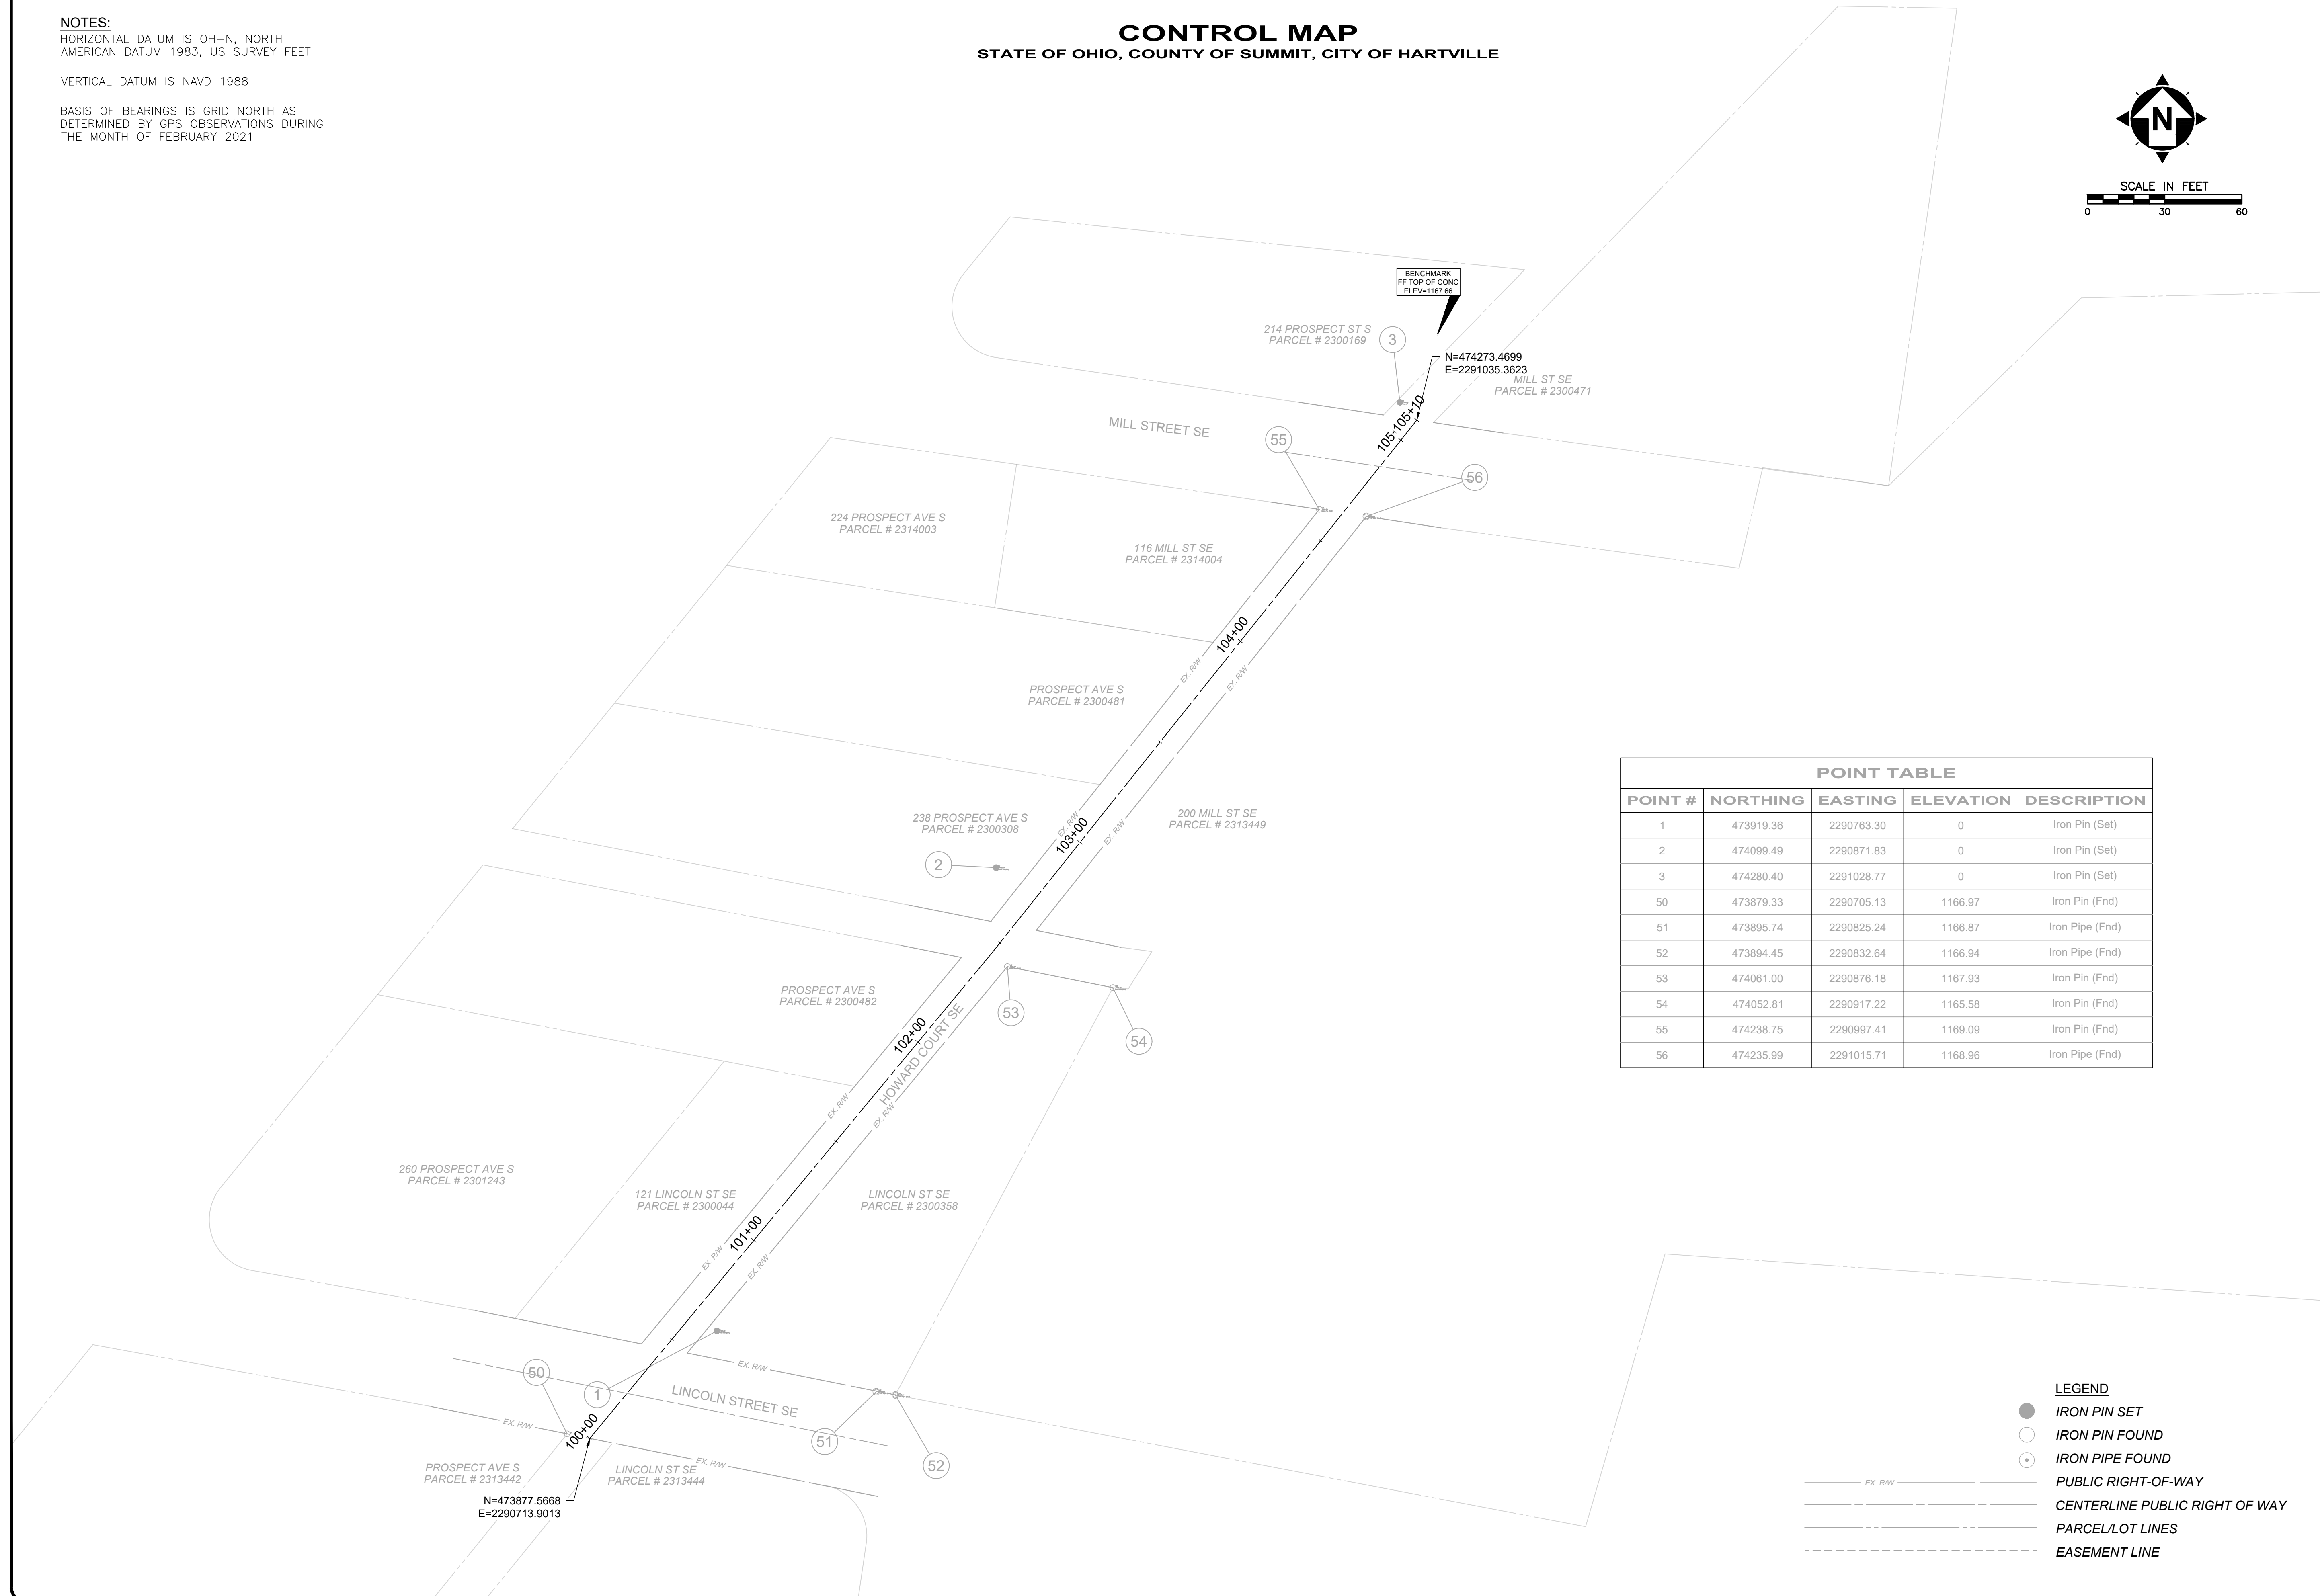 NOTES:
HORIZONTAL DATUM IS OH-N, NORTH
AMERICAN DATUM 1983, US SURVEY FEET
VERTICAL DATUM IS NAVD 1988
BASIS OF BEARINGS IS GRID NORTH AS
DETERMINED BY GPS OBSERVATIONS DURING
THE MONTH OF FEBRUARY 2021
CONTROL MAP
STATE OF OHIO, COUNTY OF SUMMIT, CITY OF HARTVILLE
N
SCALE IN FEET
0 30 60
BENCHMARK
FF TOP OF CONC
ELEV=1167.66
214 PROSPECT ST S
PARCEL # 2300169
3
N=474273.4699
E=2291035.3623
MILL ST SE
PARCEL # 2300471
105-105+10
MILL STREET SE
55
56
224 PROSPECT AVE S
PARCEL # 2314003
116 MILL ST SE
PARCEL # 2314004
104+00
EX. R/W
EX. R/W
PROSPECT AVE S
PARCEL # 2300481
238 PROSPECT AVE S
PARCEL # 2300308
EX. R/W
103+00
EX. R/W
200 MILL ST SE
PARCEL # 2313449
2
POINT TABLE
POINT # NORTHING EASTING ELEVATION DESCRIPTION
1 473919.36 2290763.30 0 Iron Pin (Set)
2 474099.49 2290871.83 0 Iron Pin (Set)
3 474280.40 2291028.77 0 Iron Pin (Set)
50 473879.33 2290705.13 1166.97 Iron Pin (Fnd)
51 473895.74 2290825.24 1166.87 Iron Pipe (Fnd)
52 473894.45 2290832.64 1166.94 Iron Pipe (Fnd)
53 474061.00 2290876.18 1167.93 Iron Pin (Fnd)
54 474052.81 2290917.22 1165.58 Iron Pin (Fnd)
55 474238.75 2290997.41 1169.09 Iron Pin (Fnd)
56 474235.99 2291015.71 1168.96 Iron Pipe (Fnd)
PROSPECT AVE S
PARCEL # 2300482
53
54
102+00
HOWARD COURT SE
EX. R/W
EX. R/W
260 PROSPECT AVE S
PARCEL # 2301243
121 LINCOLN ST SE
PARCEL # 2300044
LINCOLN ST SE
PARCEL # 2300358
101+00
EX. R/W
EX. R/W
50
1
EX. R/W
LINCOLN STREET SE
EX. R/W
100+00
51
52
EX. R/W
PROSPECT AVE S
PARCEL # 2313442
LINCOLN ST SE
PARCEL # 2313444
N=473877.5668
E=2290713.9013
LEGEND
IRON PIN SET
IRON PIN FOUND
IRON PIPE FOUND
EX. R/W PUBLIC RIGHT-OF-WAY
CENTERLINE PUBLIC RIGHT OF WAY
PARCEL/LOT LINES
EASEMENT LINE